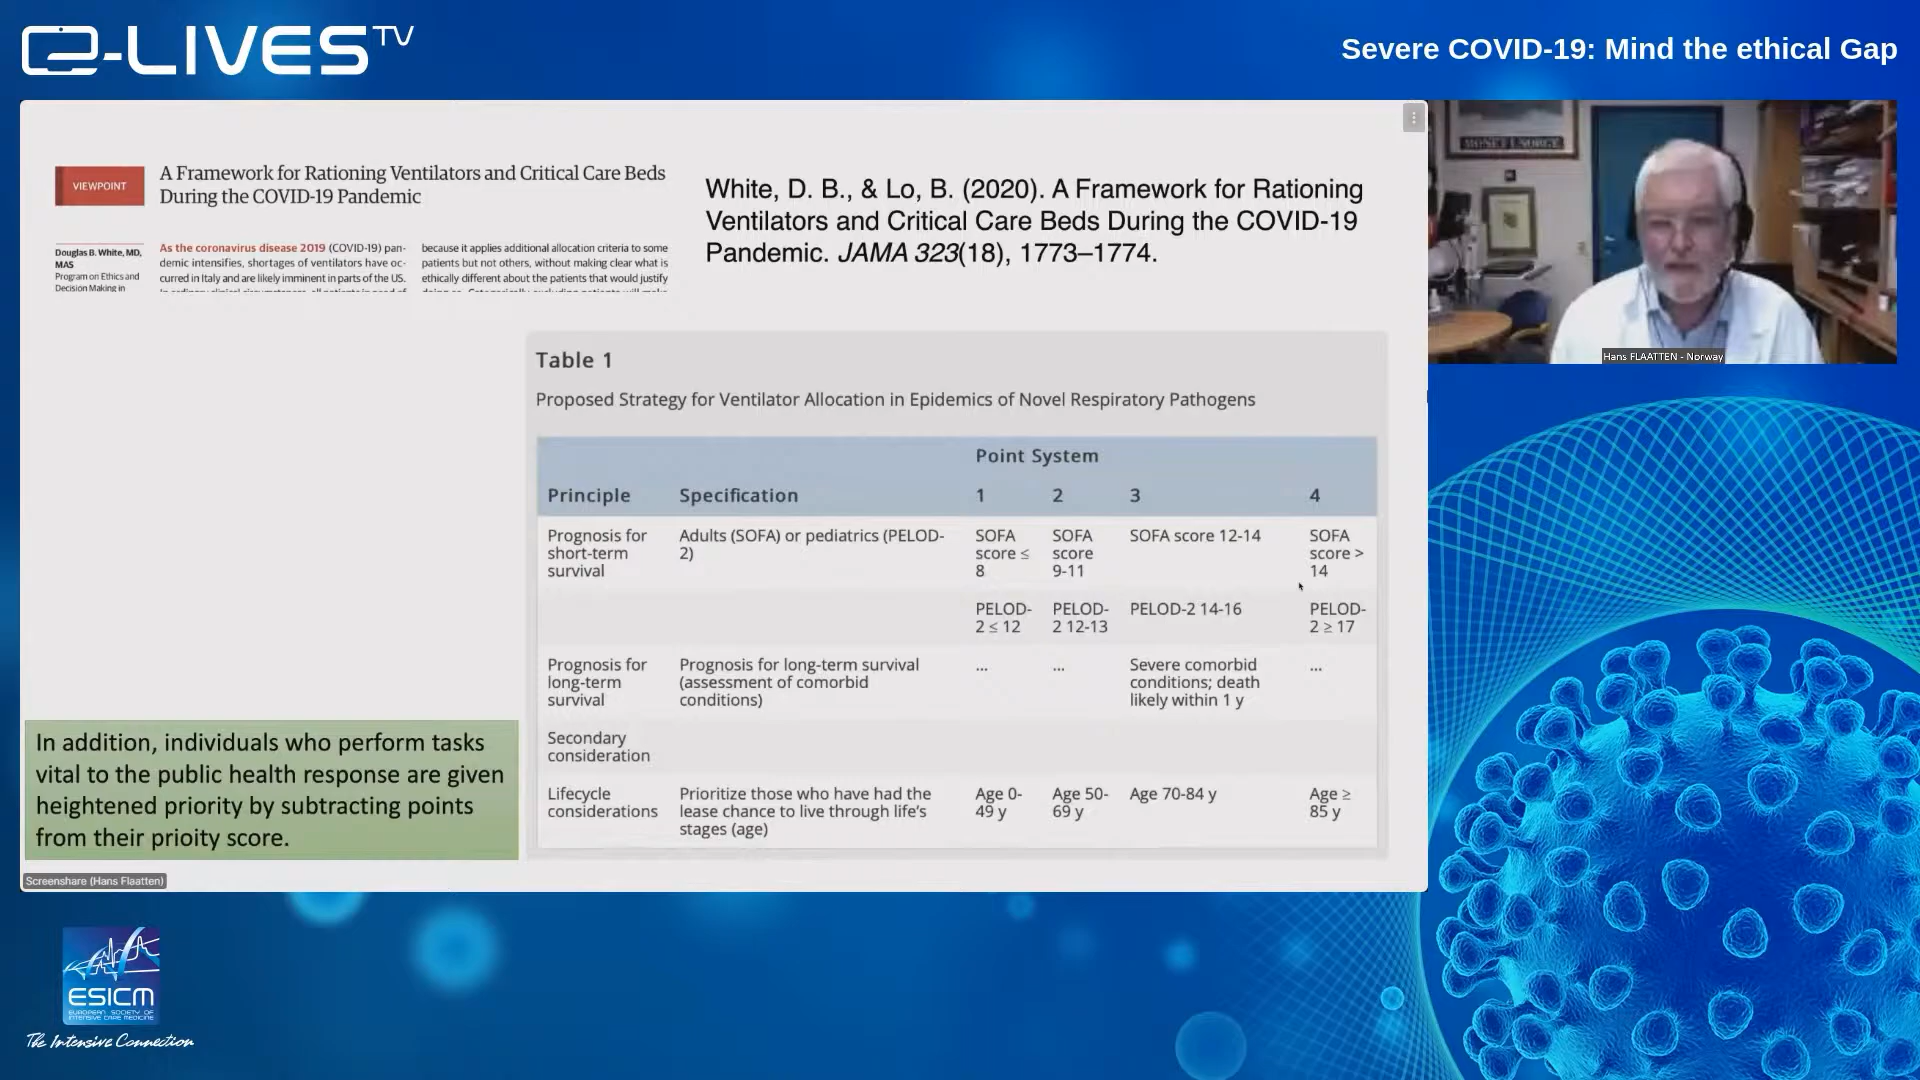 e-LIVES TV
Severe COVID-19: Mind the ethical Gap
VIEWPOINT
A Framework for Rationing Ventilators and Critical Care Beds
During the COVID-19 Pandemic
Douglas B. White, MD,
MAS
Program on Ethics and
Decision Making in
As the coronavirus disease 2019 (COVID-19) pan-
demic intensifies, shortages of ventilators have oc-
curred in Italy and are likely imminent in parts of the US.
because it applies additional allocation criteria to some
patients but not others, without making clear what is
ethically different about the patients that would justify
White, D. B., & Lo, B. (2020). A Framework for Rationing
Ventilators and Critical Care Beds During the COVID-19
Pandemic. JAMA 323(18), 1773–1774.
Hans FLAATTEN - Norway
Table 1
Proposed Strategy for Ventilator Allocation in Epidemics of Novel Respiratory Pathogens
Point System
Principle Specification 1 2 3 4
Prognosis for
short-term
survival
Adults (SOFA) or pediatrics (PELOD-
2)
SOFA
score ≤
8
SOFA
score
9-11
SOFA score 12-14
SOFA
score >
14
PELOD-
2 ≤ 12
PELOD-
2 12-13
PELOD-2 14-16
PELOD-
2 ≥ 17
Prognosis for
long-term
survival
Prognosis for long-term survival
(assessment of comorbid
conditions)
...
...
Severe comorbid
conditions; death
likely within 1 y
...
Secondary
consideration
Lifecycle
considerations
Prioritize those who have had the
lease chance to live through life's
stages (age)
Age 0-
49 y
Age 50-
69 y
Age 70-84 y
Age ≥
85 y
In addition, individuals who perform tasks
vital to the public health response are given
heightened priority by subtracting points
from their prioity score.
Screenshare (Hans Flaatten)
ESICM
EUROPEAN SOCIETY OF
INTENSIVE CARE MEDICINE
The Intensive Connection